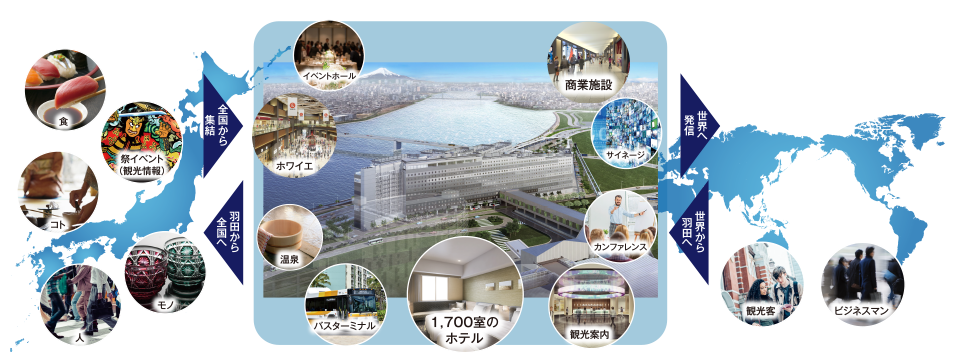 食
祭イベント
(観光情報)
コト
モノ
人
全国から
集結
羽田から
全国へ
イベントホール
商業施設
ホワイエ
サイネージ
温泉
カンファレンス
バスターミナル
1,700室の
ホテル
観光案内
世界へ
発信
世界から
羽田へ
観光客
ビジネスマン